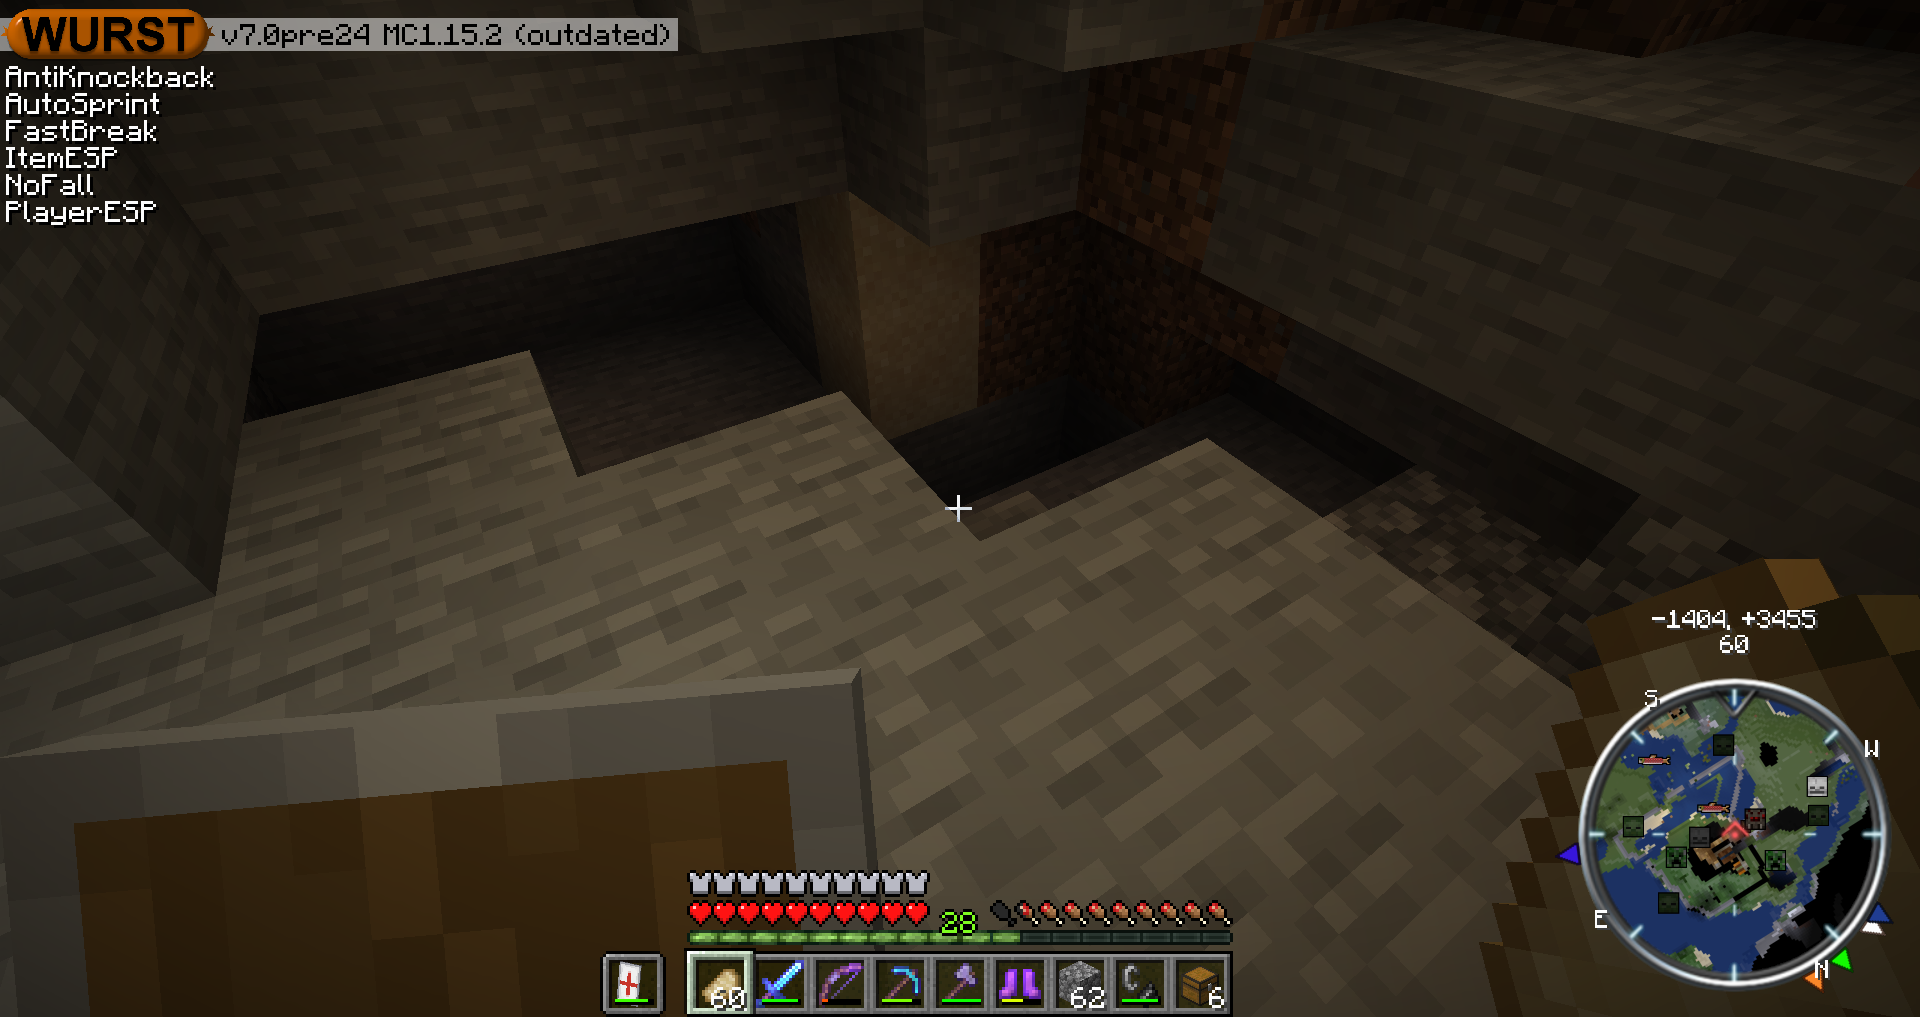 WURST v7.0pre24 MC1.15.2 (outdated)
AntiKnockback
AutoSprint
FastBreak
ItemESP
NoFall
PlayerESP
-1404, +3455
60
S
W
E
N
28
60
62
6